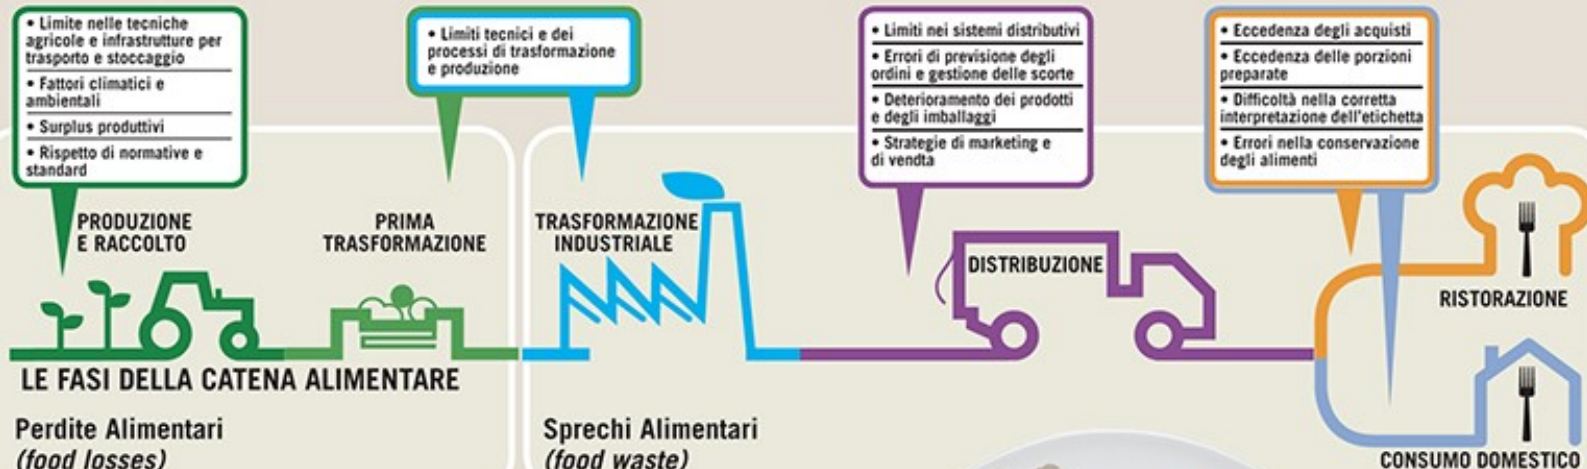 • Limite nelle tecniche
agricole e infrastrutture per
trasporto e stoccaggio
• Fattori climatici e
ambientali
• Surplus produttivi
• Rispetto di normative e
standard
• Limiti tecnici e dei
processi di trasformazione
e produzione
• Limiti nei sistemi distributivi
• Errori di previsione degli
ordini e gestione delle scorte
• Deterioramento dei prodotti
e degli imballaggi
• Strategie di marketing e
di vendta
• Eccedenza degli acquisti
• Eccedenza delle porzioni
preparate
• Difficoltà nella corretta
interpretazione dell'etichetta
• Errori nella conservazione
degli alimenti
PRODUZIONE
E RACCOLTO
PRIMA
TRASFORMAZIONE
TRASFORMAZIONE
INDUSTRIALE
DISTRIBUZIONE
RISTORAZIONE
CONSUMO DOMESTICO
LE FASI DELLA CATENA ALIMENTARE
Perdite Alimentari
(food losses)
Sprechi Alimentari
(food waste)